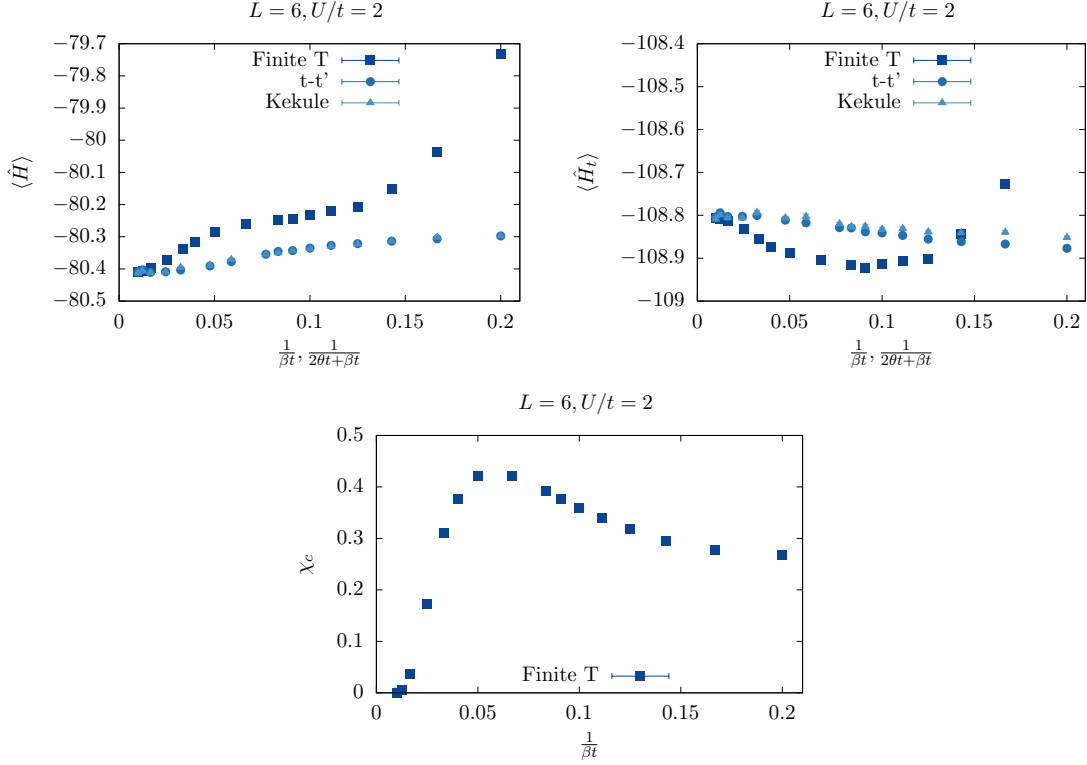 L = 6, U/t = 2
−79.7
−79.8
−79.9
−80
−80.1
−80.2
−80.3
−80.4
−80.5
⟨Ĥ⟩
Finite T
t-t'
Kekule
0 0.05 0.1 0.15 0.2
1/βt, 1/(2θt+βt)
L = 6, U/t = 2
−108.4
−108.5
−108.6
−108.7
−108.8
−108.9
−109
⟨Ĥ_t⟩
Finite T
t-t'
Kekule
0 0.05 0.1 0.15 0.2
1/βt, 1/(2θt+βt)
L = 6, U/t = 2
0.5
0.4
0.3
0.2
0.1
0
χ_c
Finite T
0 0.05 0.1 0.15 0.2
1/βt